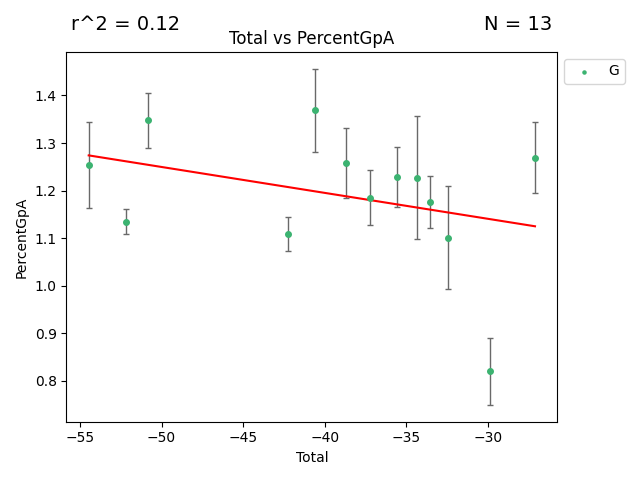 r^2 = 0.12
N = 13
Total vs PercentGpA
G
PercentGpA
1.4
1.3
1.2
1.1
1.0
0.9
0.8
−55
−50
−45
−40
−35
−30
Total